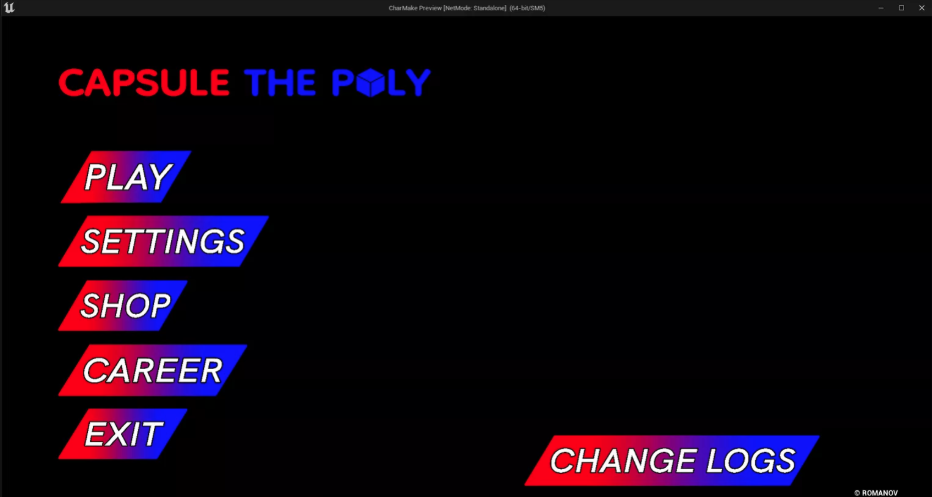 CharMake Preview [NetMode: Standalone] (64-bit/SM5)
CAPSULE THE POLY
PLAY
SETTINGS
SHOP
CAREER
EXIT
CHANGE LOGS
© ROMANOV